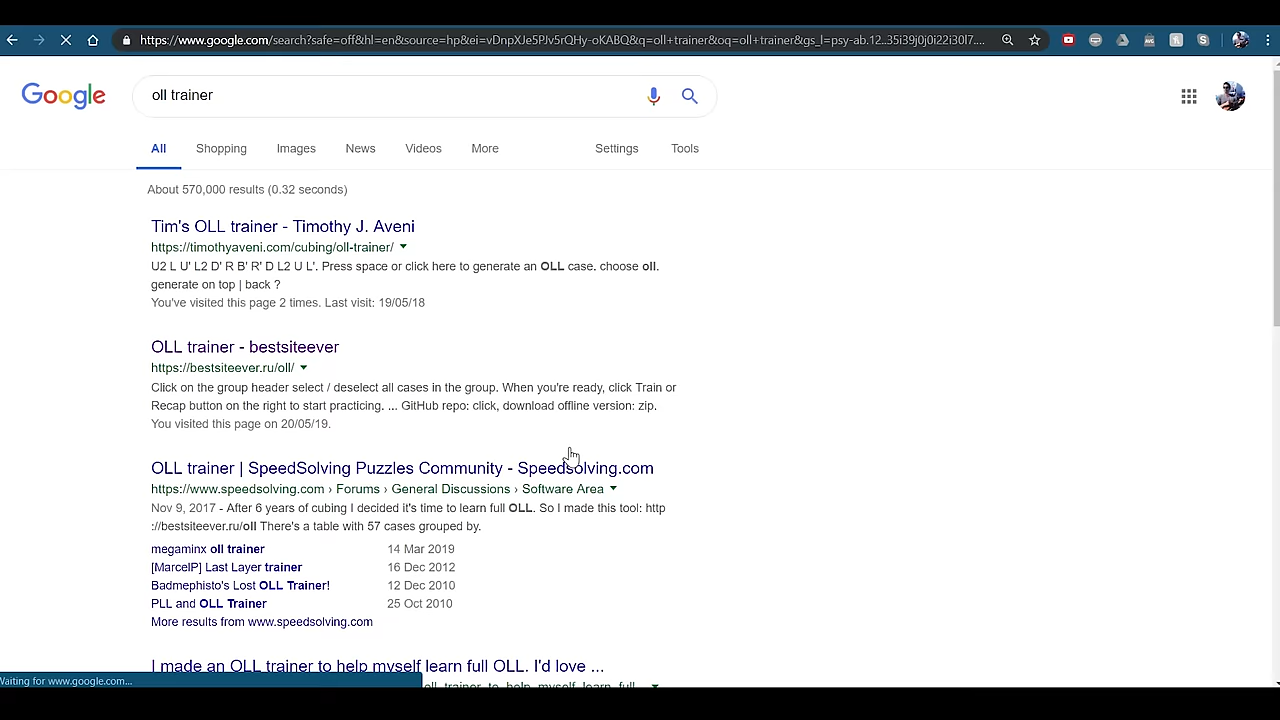 https://www.google.com/search?safe=off&hl=en&source=hp&ei=vDnpXJe5PJv5rQHy-oKABQ&q=oll+trainer&oq=oll+trainer&gs_l=psy-ab.12..35i39j0j0i22i30l7....
Google
oll trainer
All Shopping Images News Videos More Settings Tools
About 570,000 results (0.32 seconds)
Tim's OLL trainer - Timothy J. Aveni
https://timothyaveni.com/cubing/oll-trainer/
U2 L U' L2 D' R B' R' D L2 U L'. Press space or click here to generate an OLL case. choose oll.
generate on top | back ?
You've visited this page 2 times. Last visit: 19/05/18
OLL trainer - bestsiteever
https://bestsiteever.ru/oll/
Click on the group header select / deselect all cases in the group. When you're ready, click Train or
Recap button on the right to start practicing. ... GitHub repo: click, download offline version: zip.
You visited this page on 20/05/19.
OLL trainer | SpeedSolving Puzzles Community - Speedsolving.com
https://www.speedsolving.com › Forums › General Discussions › Software Area
Nov 9, 2017 - After 6 years of cubing I decided it's time to learn full OLL. So I made this tool: http
://bestsiteever.ru/oll There's a table with 57 cases grouped by.
megaminx oll trainer 14 Mar 2019
[MarcelP] Last Layer trainer 16 Dec 2012
Badmephisto's Lost OLL Trainer! 12 Dec 2010
PLL and OLL Trainer 25 Oct 2010
More results from www.speedsolving.com
I made an OLL trainer to help myself learn full OLL. I'd love ...
Waiting for www.google.com...